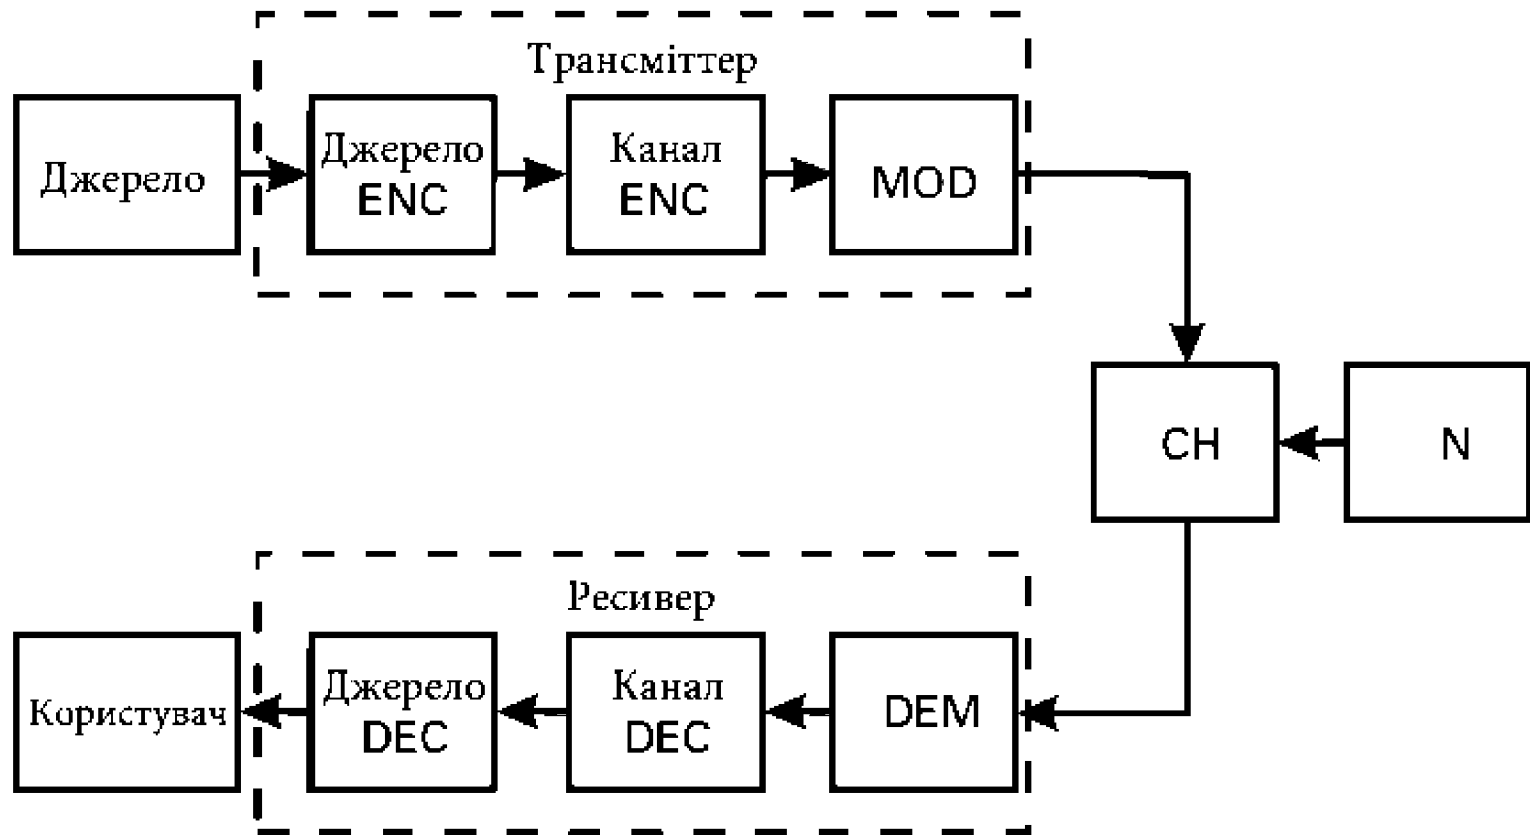 Трансміттер
Джерело
Джерело
ENC
Канал
ENC
MOD
CH
N
Ресивер
Користувач
Джерело
DEC
Канал
DEC
DEM